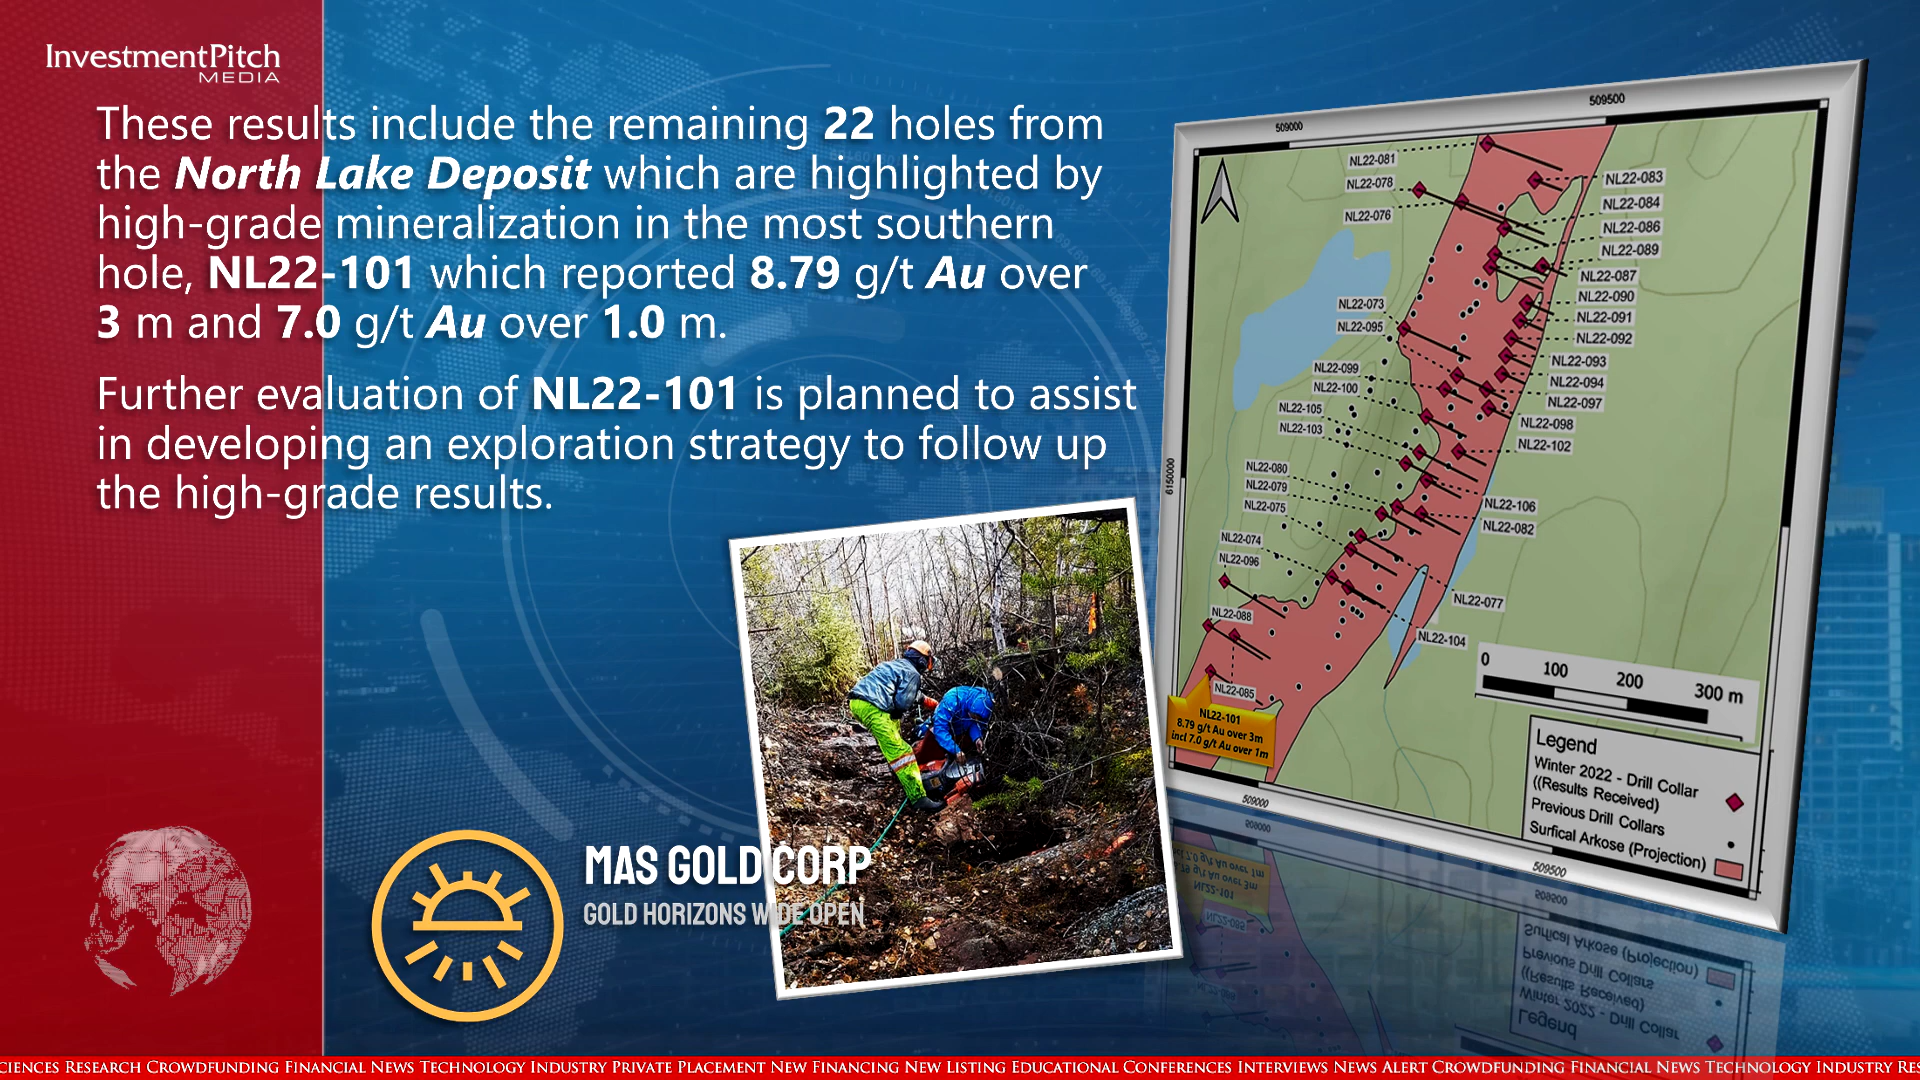 InvestmentPitch
MEDIA
These results include the remaining 22 holes from
the North Lake Deposit which are highlighted by
high-grade mineralization in the most southern
hole, NL22-101 which reported 8.79 g/t Au over
3 m and 7.0 g/t Au over 1.0 m.
Further evaluation of NL22-101 is planned to assist
in developing an exploration strategy to follow up
the high-grade results.
MAS GOLD CORP
GOLD HORIZONS WIDE OPEN
509000
509500
NL22-081
NL22-078
NL22-076
NL22-083
NL22-084
NL22-086
NL22-089
NL22-087
NL22-090
NL22-091
NL22-092
NL22-093
NL22-094
NL22-097
NL22-098
NL22-102
NL22-073
NL22-095
NL22-099
NL22-100
NL22-105
NL22-103
NL22-080
NL22-079
NL22-075
NL22-074
NL22-096
NL22-088
NL22-085
NL22-106
NL22-082
NL22-077
NL22-104
6150000
NL22-101
8.79 g/t Au over 3m
incl 7.0 g/t Au over 1m
0 100 200 300 m
Legend
Winter 2022 - Drill Collar
((Results Received)
Previous Drill Collars
Surfical Arkose (Projection)
509000
509500
CIENCES RESEARCH CROWDFUNDING FINANCIAL NEWS TECHNOLOGY INDUSTRY PRIVATE PLACEMENT NEW FINANCING NEW LISTING EDUCATIONAL CONFERENCES INTERVIEWS NEWS ALERT CROWDFUNDING FINANCIAL NEWS TECHNOLOGY INDUSTRY RES